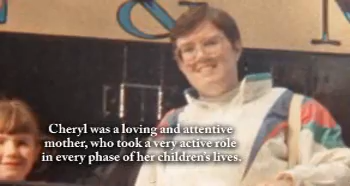 &
Cheryl was a loving and attentive
mother, who took a very active role
in every phase of her children's lives.